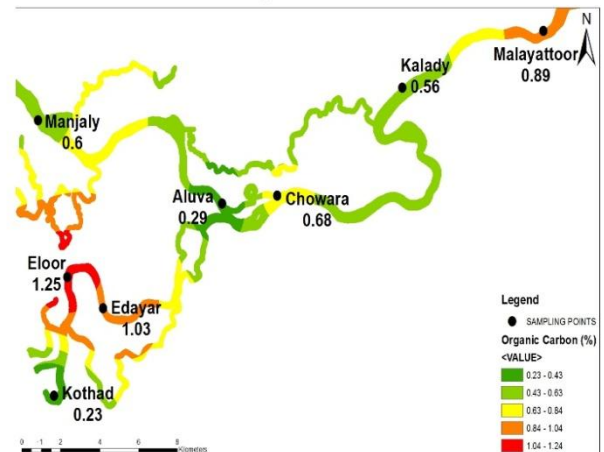 N
Malayattoor
0.89
Kalady
0.56
Manjaly
0.6
Aluva
0.29
Chowara
0.68
Eloor
1.25
Edayar
1.03
Kothad
0.23
Legend
SAMPLING POINTS
Organic Carbon (%)
<VALUE>
0.23 - 0.43
0.43 - 0.63
0.63 - 0.84
0.84 - 1.04
1.04 - 1.24
0 1 2 4 6 8
Kilometers